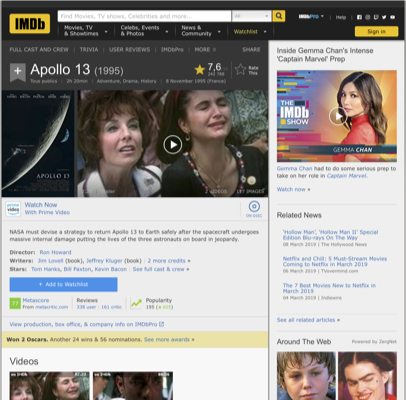 IMDb
Find Movies, TV shows, Celebrities and more...
All
IMDbPro
Help
Movies, TV
& Showtimes
Celebs, Events
& Photos
News &
Community
Watchlist
Sign in
FULL CAST AND CREW | TRIVIA | USER REVIEWS | IMDbPro | MORE
SHARE
+ Apollo 13 (1995)
7,6
Rate
This
2h 20min | Adventure, Drama, History | 8 November 1995 (France)
APOLLO 13
2 VIDEOS
187 IMAGES
prime video
Watch Now
With Prime Video
ON DISC
NASA must devise a strategy to return Apollo 13 to Earth safely after the spacecraft undergoes
massive internal damage putting the lives of the three astronauts on board in jeopardy.
Director: Ron Howard
Writers: Jim Lovell (book), Jeffrey Kluger (book) | 2 more credits »
Stars: Tom Hanks, Bill Paxton, Kevin Bacon | See full cast & crew »
+ Add to Watchlist
77
Metascore
From metacritic.com
Reviews
338 user | 161 critic
Popularity
View production, box office, & company info on IMDbPro
Won 2 Oscars. Another 24 wins & 56 nominations. See more awards »
Videos
Inside Gemma Chan's Intense
'Captain Marvel' Prep
THE
IMDb
SHOW
GEMMA CHAN
Gemma Chan had to do some serious prep
to take on her role in Captain Marvel.
Watch now »
Related News
'Hollow Man', 'Hollow Man II' Special
Edition Blu-rays On The Way
08 March 2019 | The Hollywood News
Netflix and Chill: 5 Must-Stream Movies
Coming to Netflix in March 2019
06 March 2019 | TVovermind.com
The 7 Best Movies New to Netflix in
March 2019
04 March 2019 | Indiewire
See all related articles »
Around The Web
Powered by ZergNet